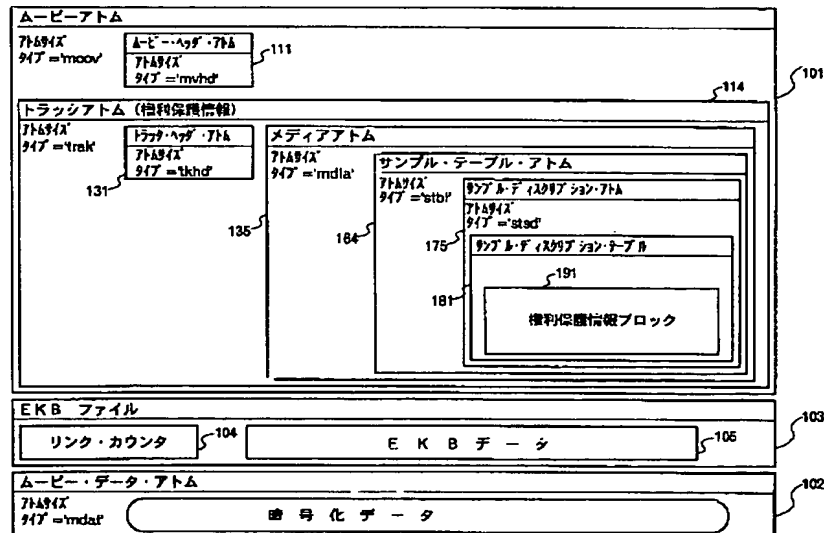 ムービーアトム
アトムサイズ
タイプ='moov'
ムービー・ヘッダ・アトム
アトムサイズ
タイプ='mvhd'
111
101
114
トラックアトム (権利保護情報)
アトムサイズ
タイプ='trak'
トラック・ヘッダ・アトム
アトムサイズ
タイプ='tkhd'
131
メディアアトム
アトムサイズ
タイプ='mdia'
135
サンプル・テーブル・アトム
アトムサイズ
タイプ='stbl'
164
サンプル・ディスクリプション・アトム
アトムサイズ
タイプ='stsd'
175
サンプル・ディスクリプション・テーブル
181
191
権利保護情報ブロック
EKB ファイル
103
リンク・カウンタ
104
EKBデータ
105
ムービー・データ・アトム
102
アトムサイズ
タイプ='mdat'
暗号化データ